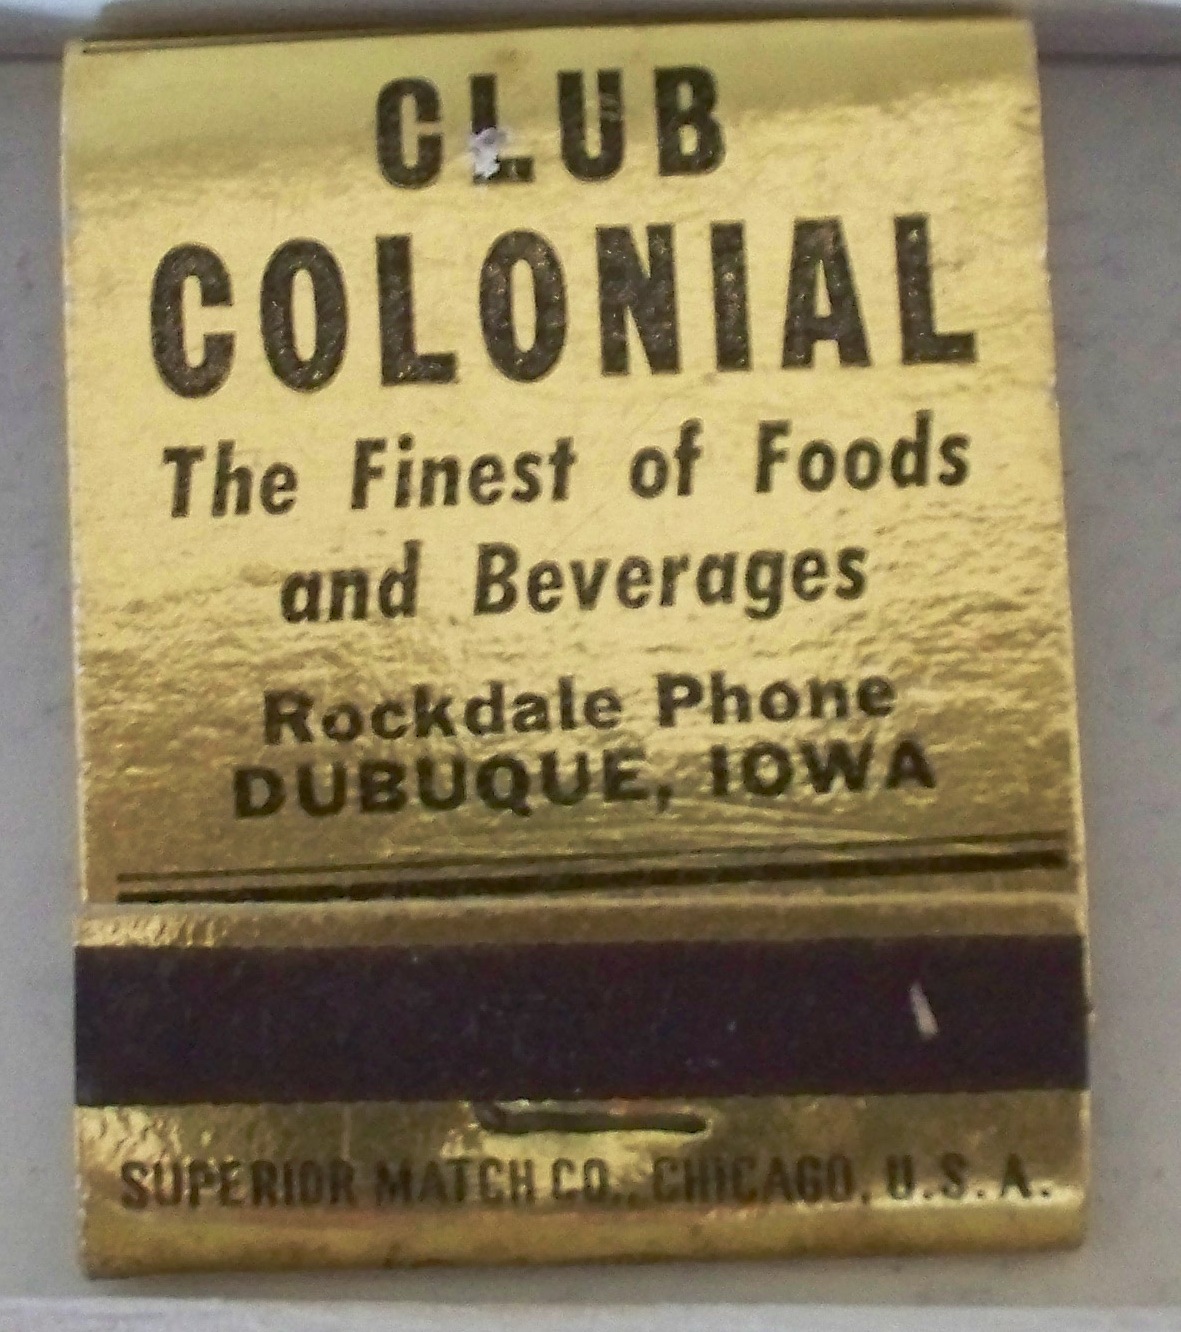 CLUB
COLONIAL
The Finest of Foods
and Beverages
Rockdale Phone
DUBUQUE, IOWA
SUPERIOR MATCH CO., CHICAGO, U.S.A.